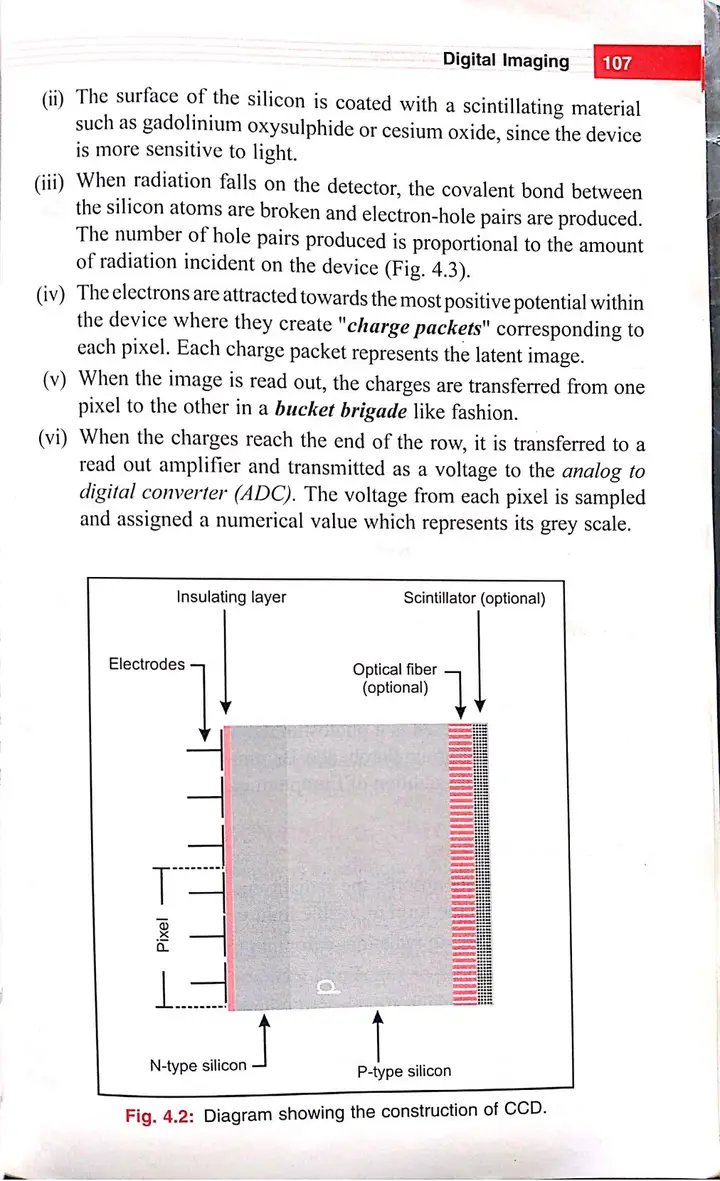 Digital Imaging 107
(ii) The surface of the silicon is coated with a scintillating material
such as gadolinium oxysulphide or cesium oxide, since the device
is more sensitive to light.
(iii) When radiation falls on the detector, the covalent bond between
the silicon atoms are broken and electron-hole pairs are produced.
The number of hole pairs produced is proportional to the amount
of radiation incident on the device (Fig. 4.3).
(iv) The electrons are attracted towards the most positive potential within
the device where they create "charge packets" corresponding to
each pixel. Each charge packet represents the latent image.
(v) When the image is read out, the charges are transferred from one
pixel to the other in a bucket brigade like fashion.
(vi) When the charges reach the end of the row, it is transferred to a
read out amplifier and transmitted as a voltage to the analog to
digital converter (ADC). The voltage from each pixel is sampled
and assigned a numerical value which represents its grey scale.
Insulating layer
Scintillator (optional)
Electrodes
Optical fiber
(optional)
Pixel
p
N-type silicon
P-type silicon
Fig. 4.2: Diagram showing the construction of CCD.